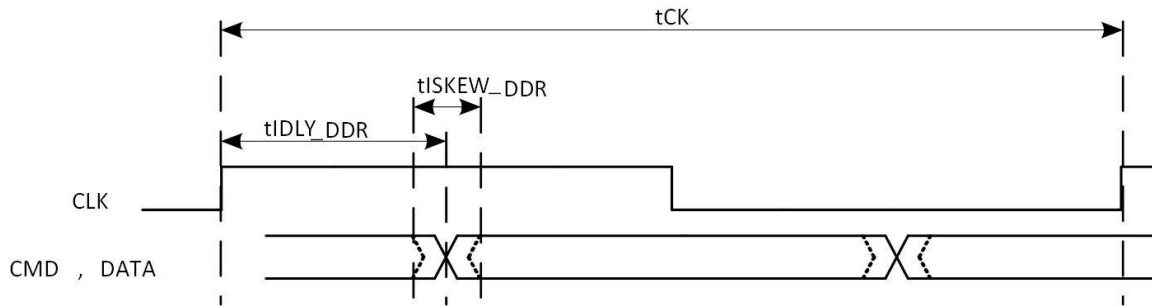 tCK
tISKEW_DDR
tIDLY_DDR
CLK
CMD , DATA